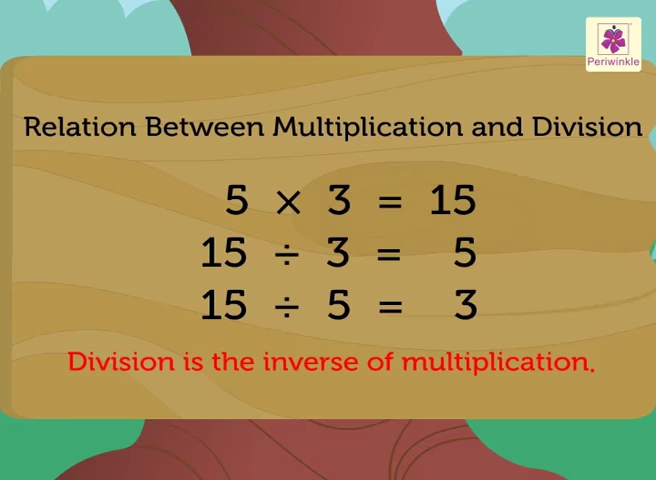 Periwinkle
Relation Between Multiplication and Division
5 × 3 = 15
15 ÷ 3 = 5
15 ÷ 5 = 3
Division is the inverse of multiplication.